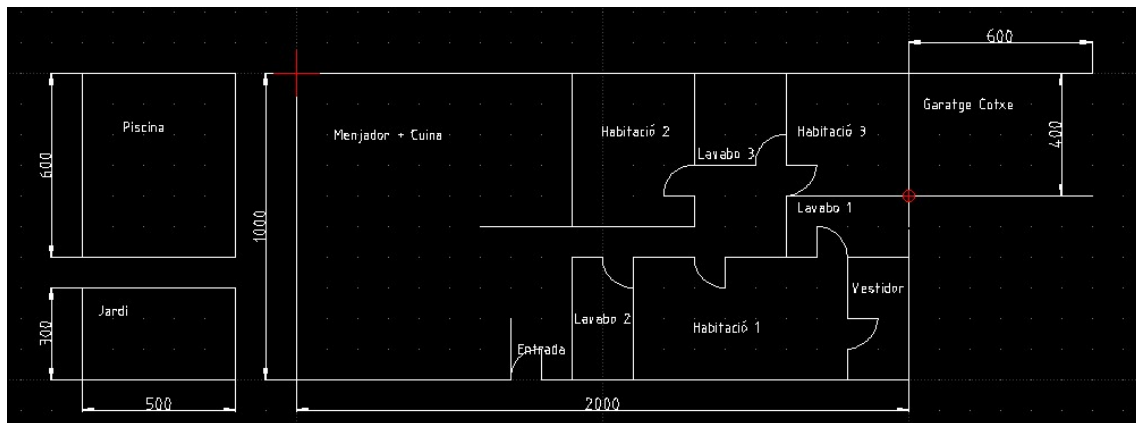 600
Piscina
Menjador + Cuina
Habitació 2
Lavabo 3
Habitació 3
Garatge Cotxe
600
1000
400
Lavabo 1
Jardi
300
Lavabo 2
Entrada
Habitació 1
Vestidor
500
2000